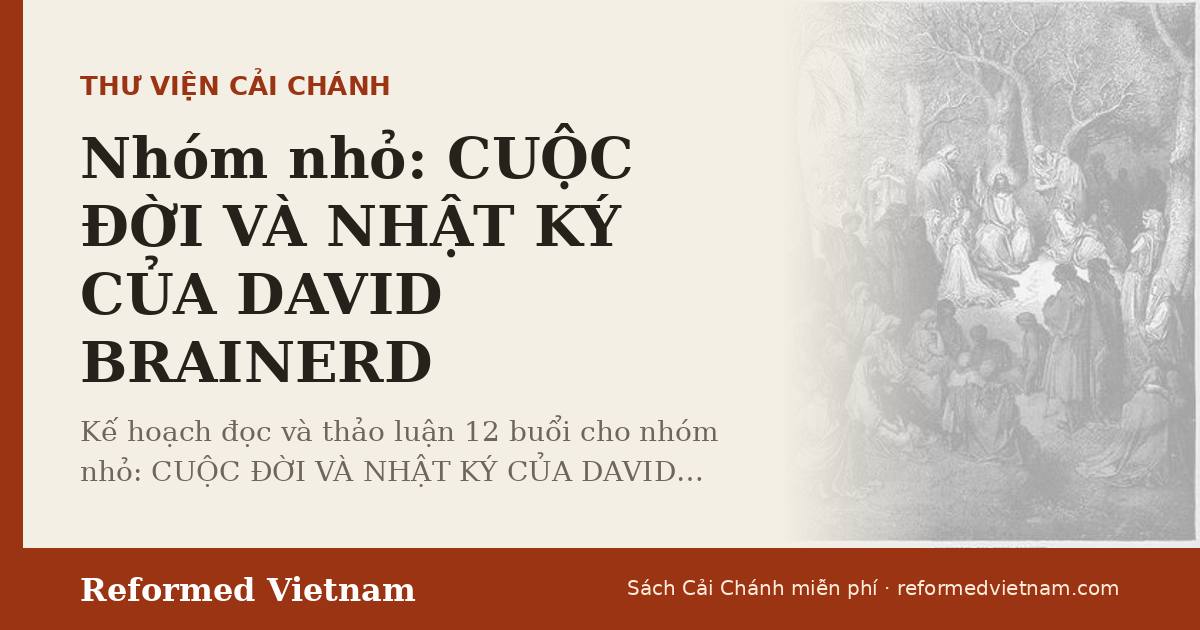 THƯ VIỆN CẢI CHÁNH
Nhóm nhỏ: CUỘC
ĐỜI VÀ NHẬT KÝ
CỦA DAVID
BRAINERD
Kế hoạch đọc và thảo luận 12 buổi cho nhóm
nhỏ: CUỘC ĐỜI VÀ NHẬT KÝ CỦA DAVID...
Reformed Vietnam
Sách Cải Chánh miễn phí · reformedvietnam.com